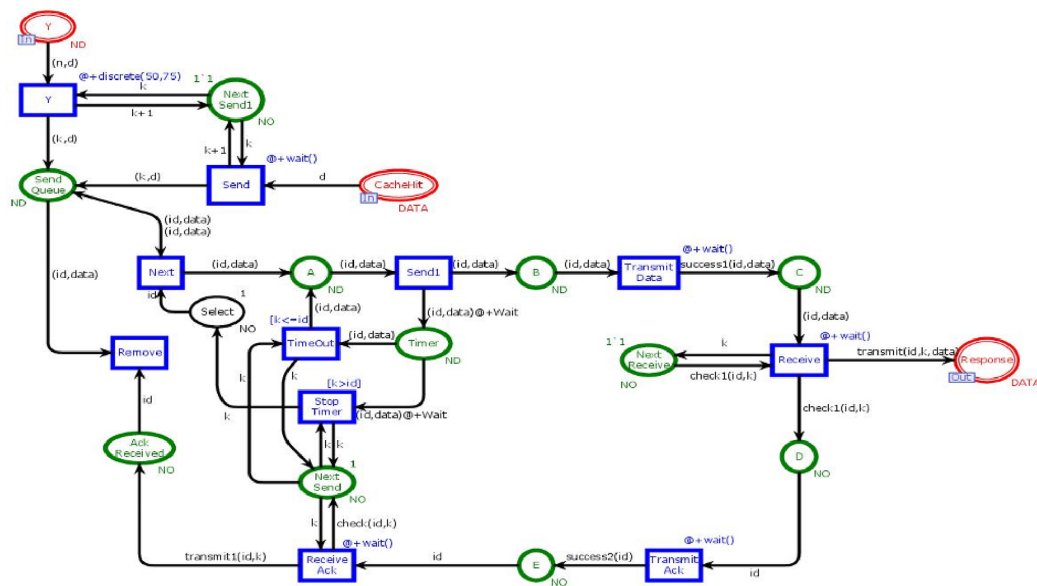 Y
In
ND
(n,d)
@+discrete(50,75)
1`1
Y
k
k+1
Next
Send1
NO
(k,d)
k+1
k
@+wait()
Send
Queue
ND
(k,d)
Send
d
CacheHit
In
DATA
(id,data)
(id,data)
(id,data)
Next
(id,data)
A
ND
(id,data)
Send1
(id,data)
B
ND
(id,data)
@+wait()
Transmit
Data
success1(id,data)
C
ND
id
Select
1
NO
[k<=id]
(id,data)
TimeOut
(id,data)
(id,data)@+Wait
Timer
ND
(id,data)
@+wait()
Remove
k
k
[k>id]
Stop
Timer
(id,data)@+Wait
k
1`1
Next
Receive
NO
k
check1(id,k)
Receive
transmit(id,k,data)
Response
Out
DATA
check1(id,k)
id
Ack
Received
NO
k
k
1
Next
Send
NO
D
NO
k
check(id,k)
@+wait()
transmit1(id,k)
Receive
Ack
id
E
NO
success2(id)
@+wait()
Transmit
Ack
id